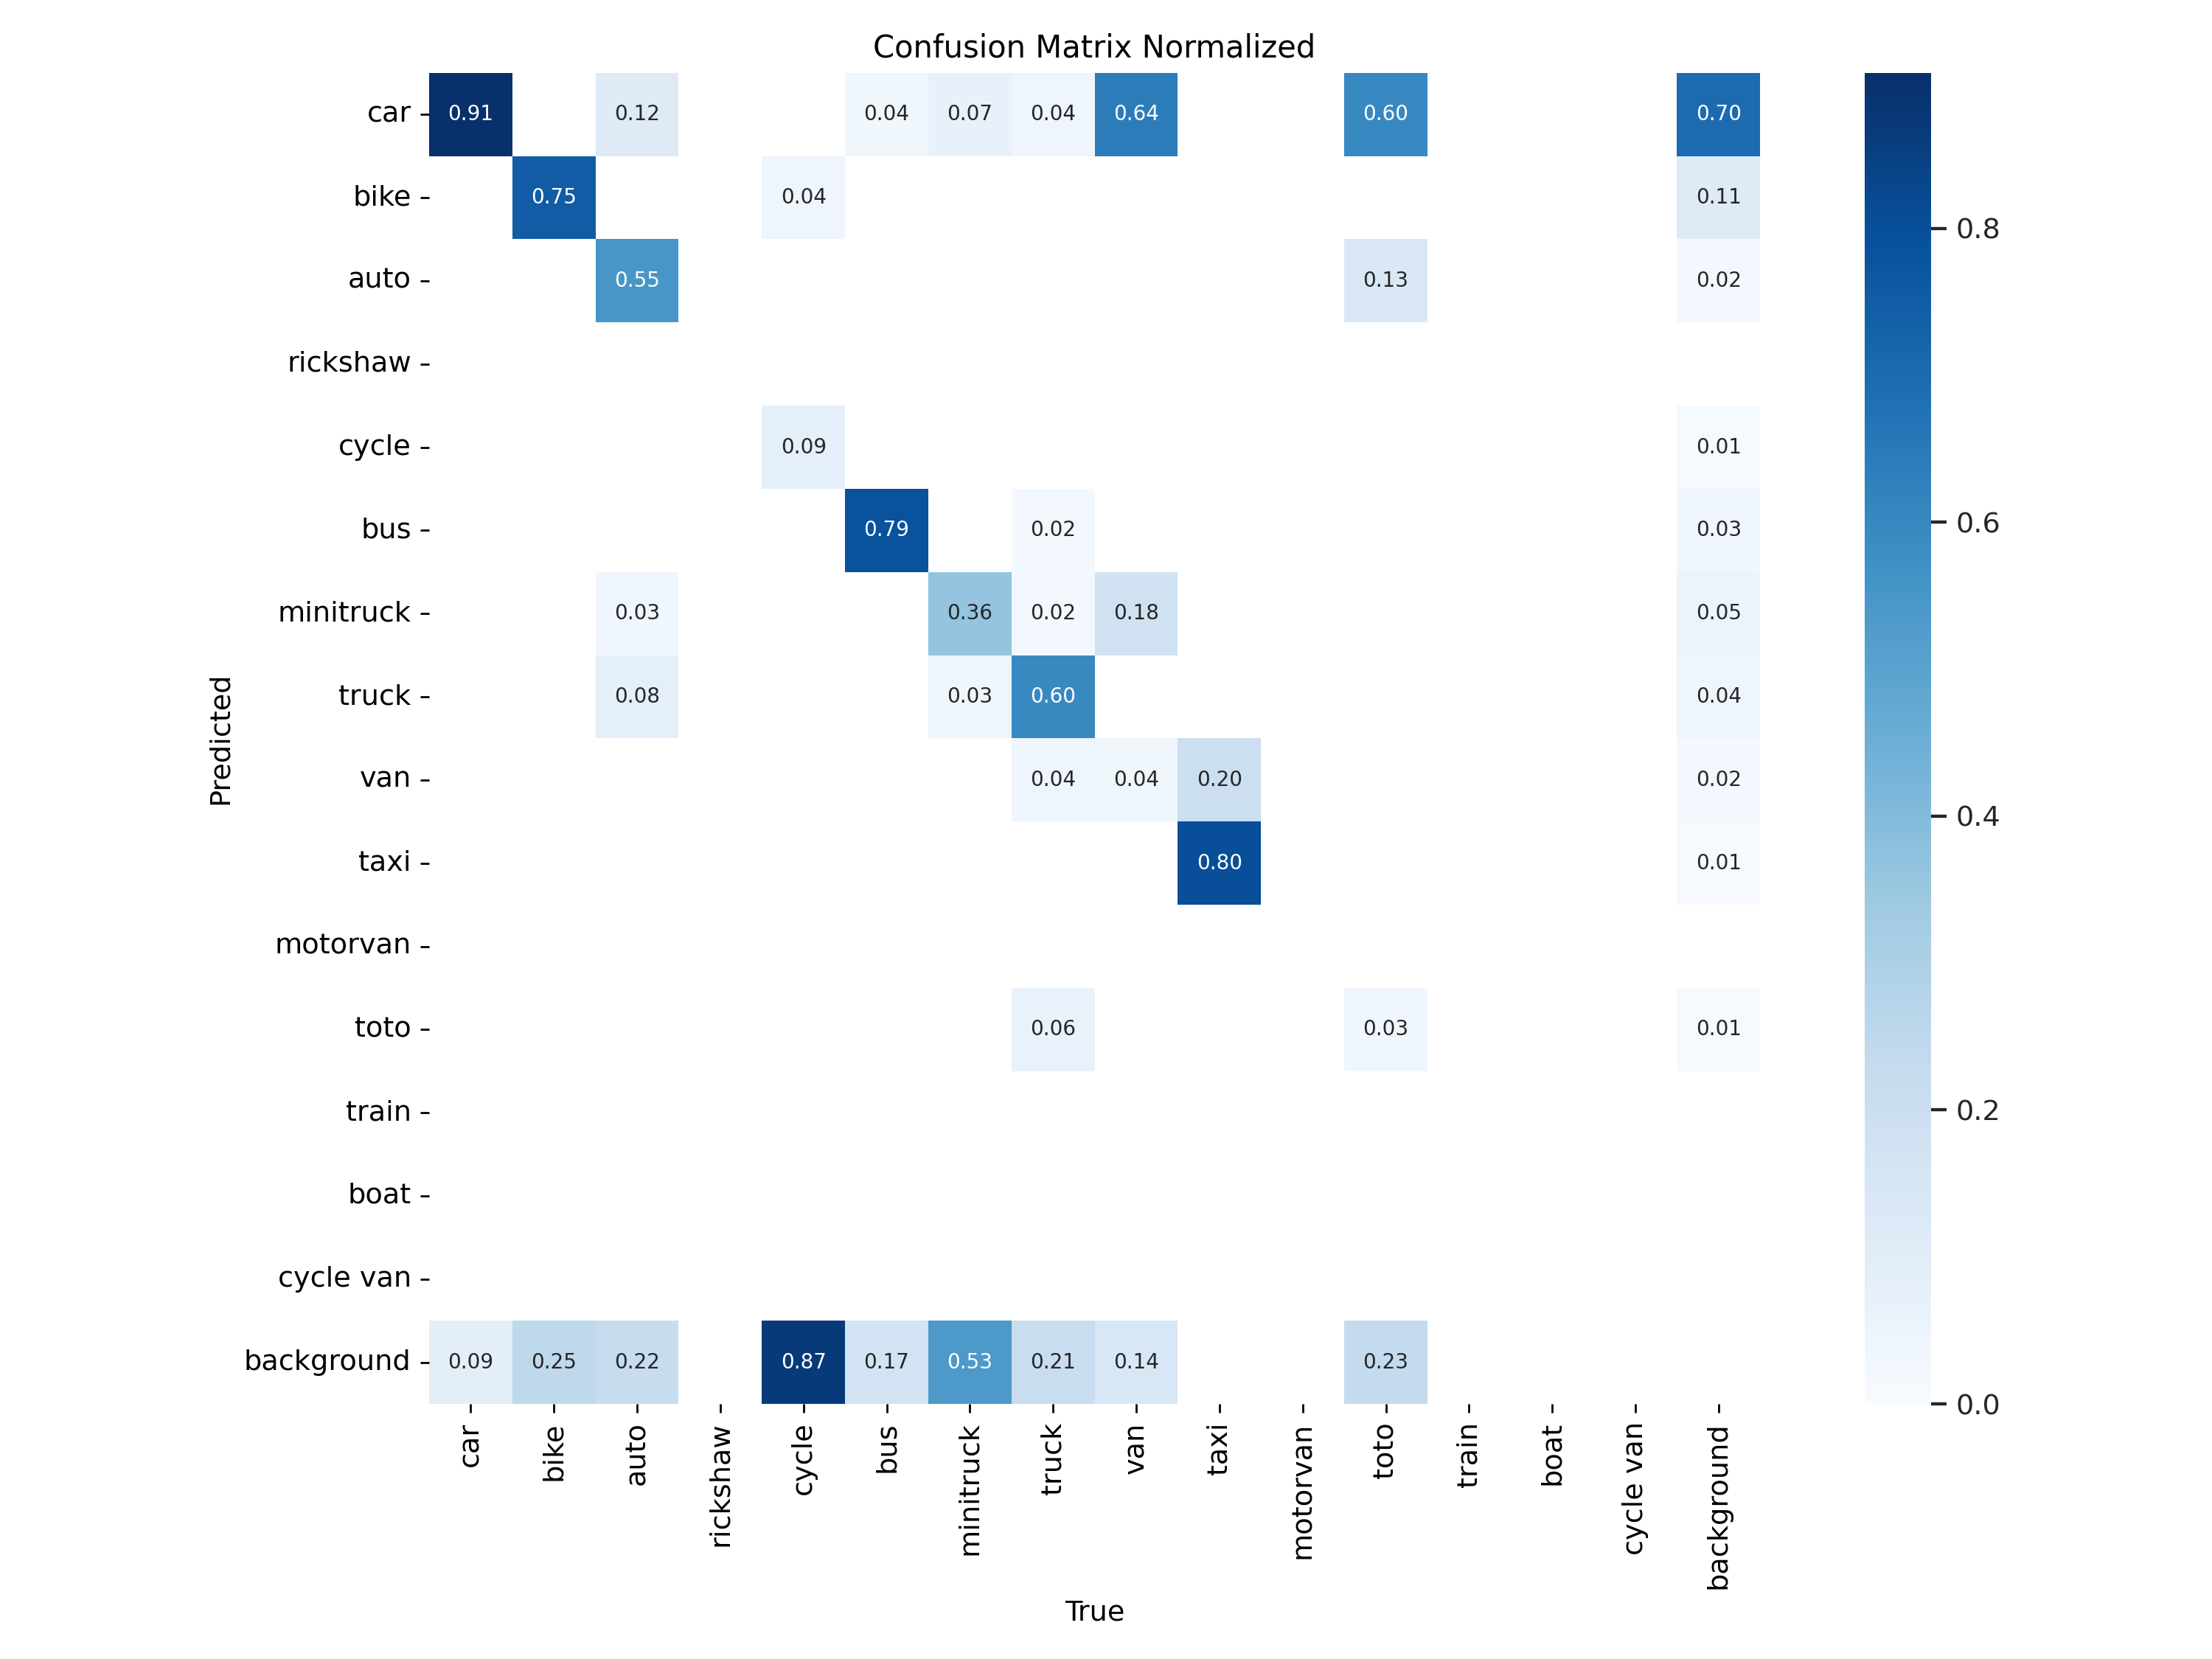 Confusion Matrix Normalized
car 0.91 0.12 0.04 0.07 0.04 0.64 0.60 0.70
bike 0.75 0.04 0.11
auto 0.55 0.13 0.02
rickshaw
cycle 0.09 0.01
bus 0.79 0.02 0.03
minitruck 0.03 0.36 0.02 0.18 0.05
truck 0.08 0.03 0.60 0.04
van 0.04 0.04 0.20 0.02
taxi 0.80 0.01
motorvan
toto 0.06 0.03 0.01
train
boat
cycle van
background 0.09 0.25 0.22 0.87 0.17 0.53 0.21 0.14 0.23
Predicted
car bike auto rickshaw cycle bus minitruck truck van taxi motorvan toto train boat cycle van background
True
0.8
0.6
0.4
0.2
0.0